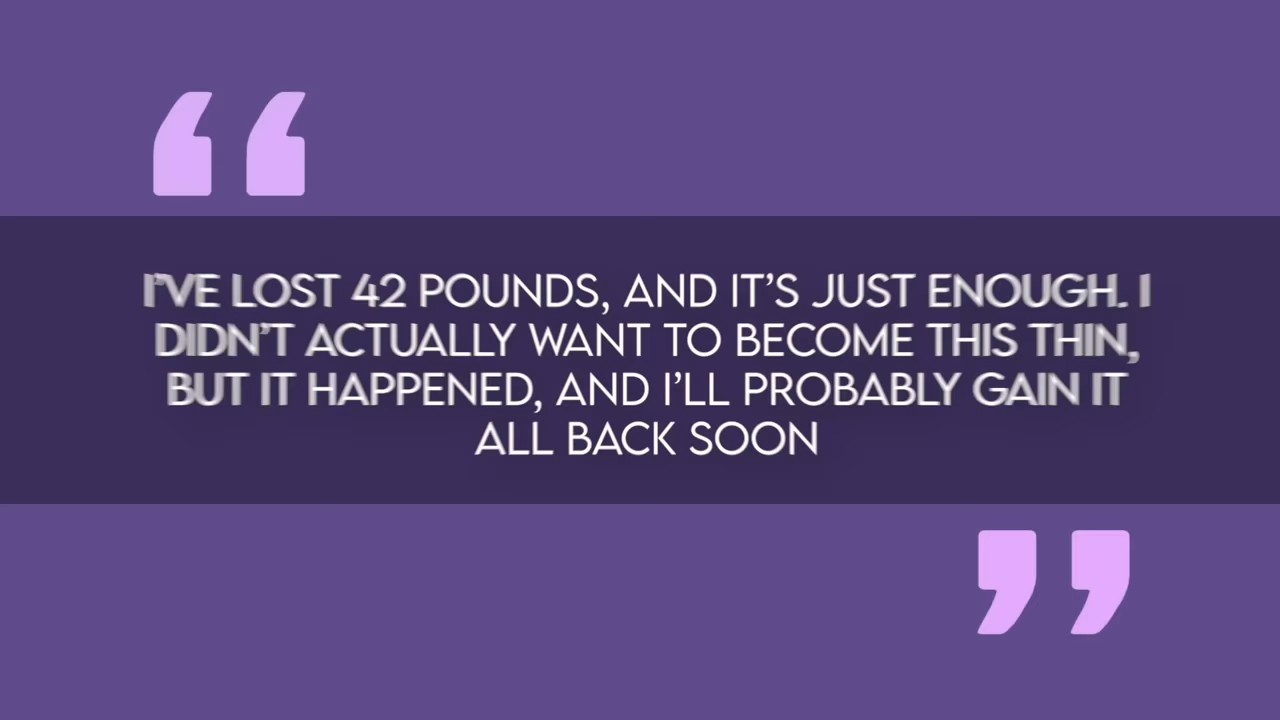 “
I’VE LOST 42 POUNDS, AND IT’S JUST ENOUGH. I
DIDN’T ACTUALLY WANT TO BECOME THIS THIN,
BUT IT HAPPENED, AND I’LL PROBABLY GAIN IT
ALL BACK SOON
”